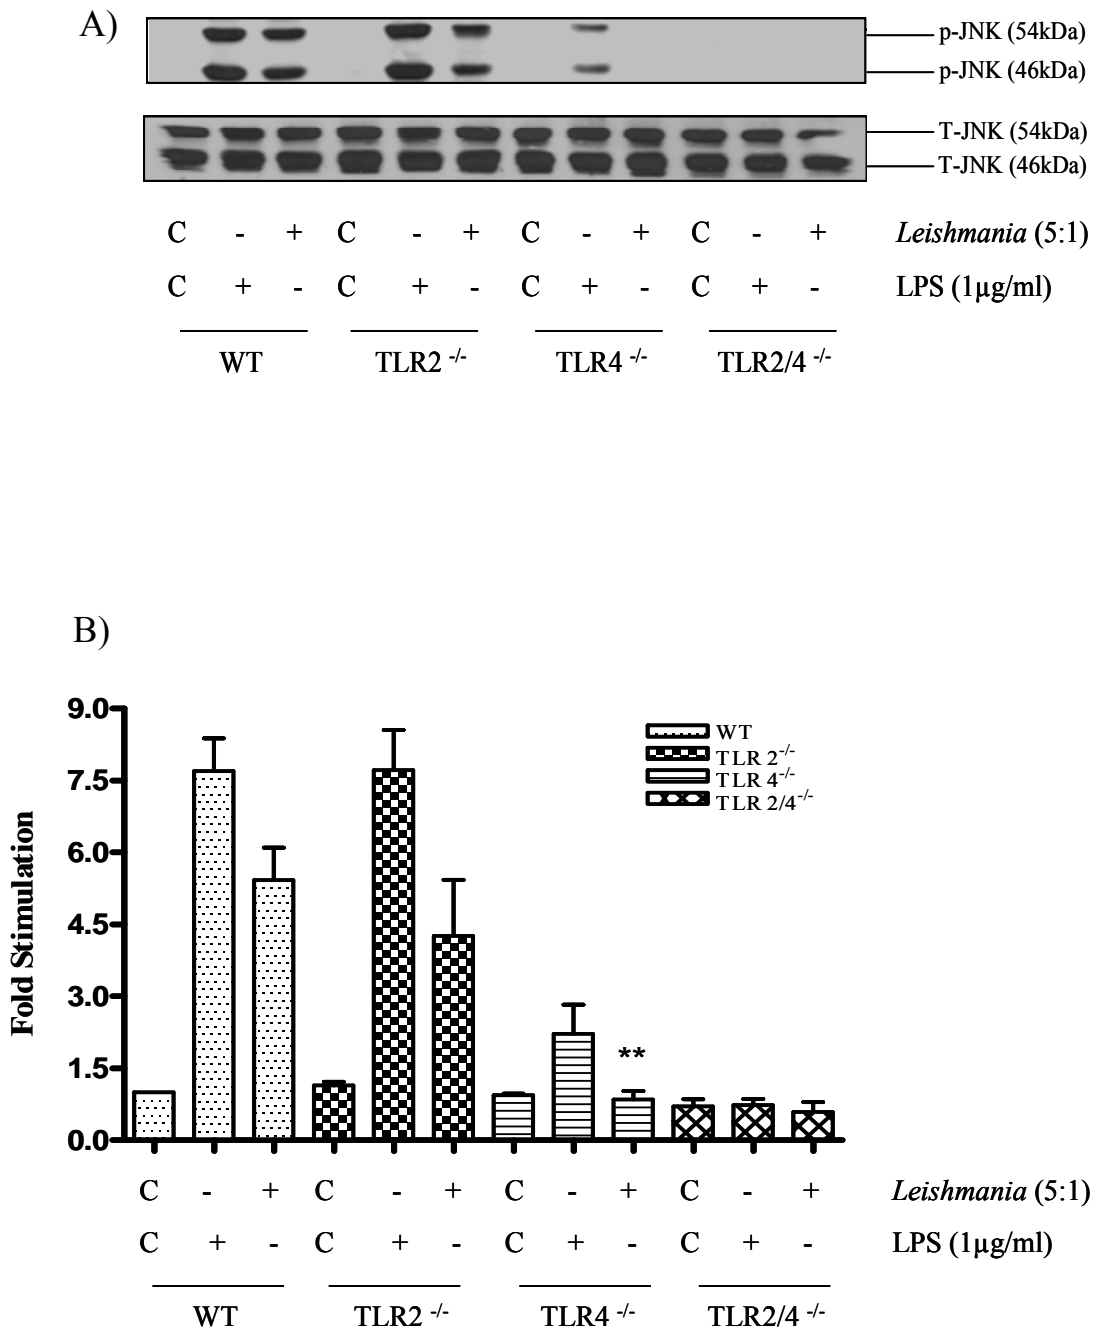 A)
p-JNK (54kDa)
p-JNK (46kDa)
T-JNK (54kDa)
T-JNK (46kDa)
C - + C - + C - + C - + Leishmania (5:1)
C + - C + - C + - C + - LPS (1µg/ml)
WT TLR2 -/- TLR4 -/- TLR2/4 -/-
B)
9.0
7.5
6.0
4.5
3.0
1.5
0.0
Fold Stimulation
WT
TLR 2-/-
TLR 4-/-
TLR 2/4-/-
**
C - + C - + C - + C - + Leishmania (5:1)
C + - C + - C + - C + - LPS (1µg/ml)
WT TLR2 -/- TLR4 -/- TLR2/4 -/-